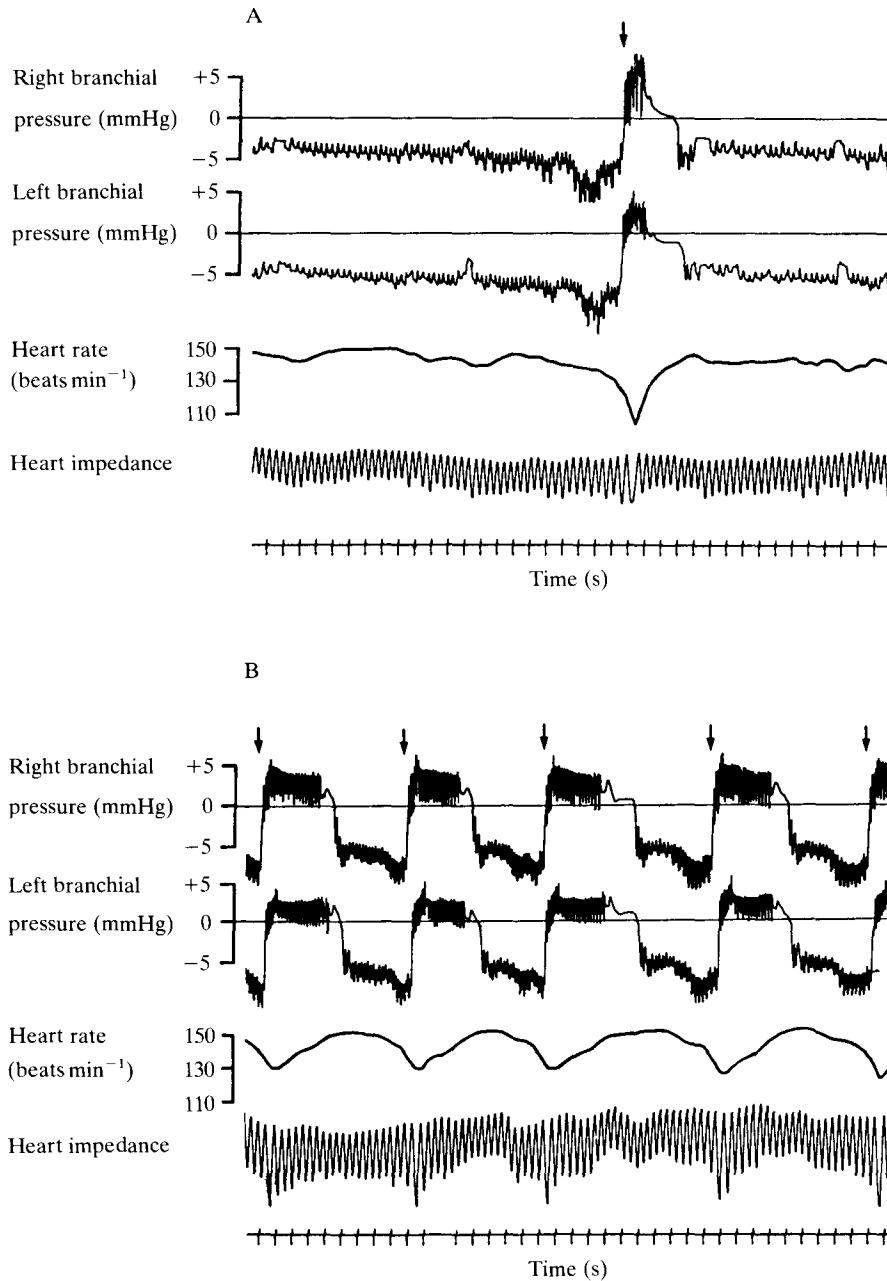 A
Right branchial +5
pressure (mmHg) 0
−5
Left branchial +5
pressure (mmHg) 0
−5
Heart rate 150
(beats min⁻¹) 130
110
Heart impedance
Time (s)
B
Right branchial +5
pressure (mmHg) 0
−5
Left branchial +5
pressure (mmHg) 0
−5
Heart rate 150
(beats min⁻¹) 130
110
Heart impedance
Time (s)